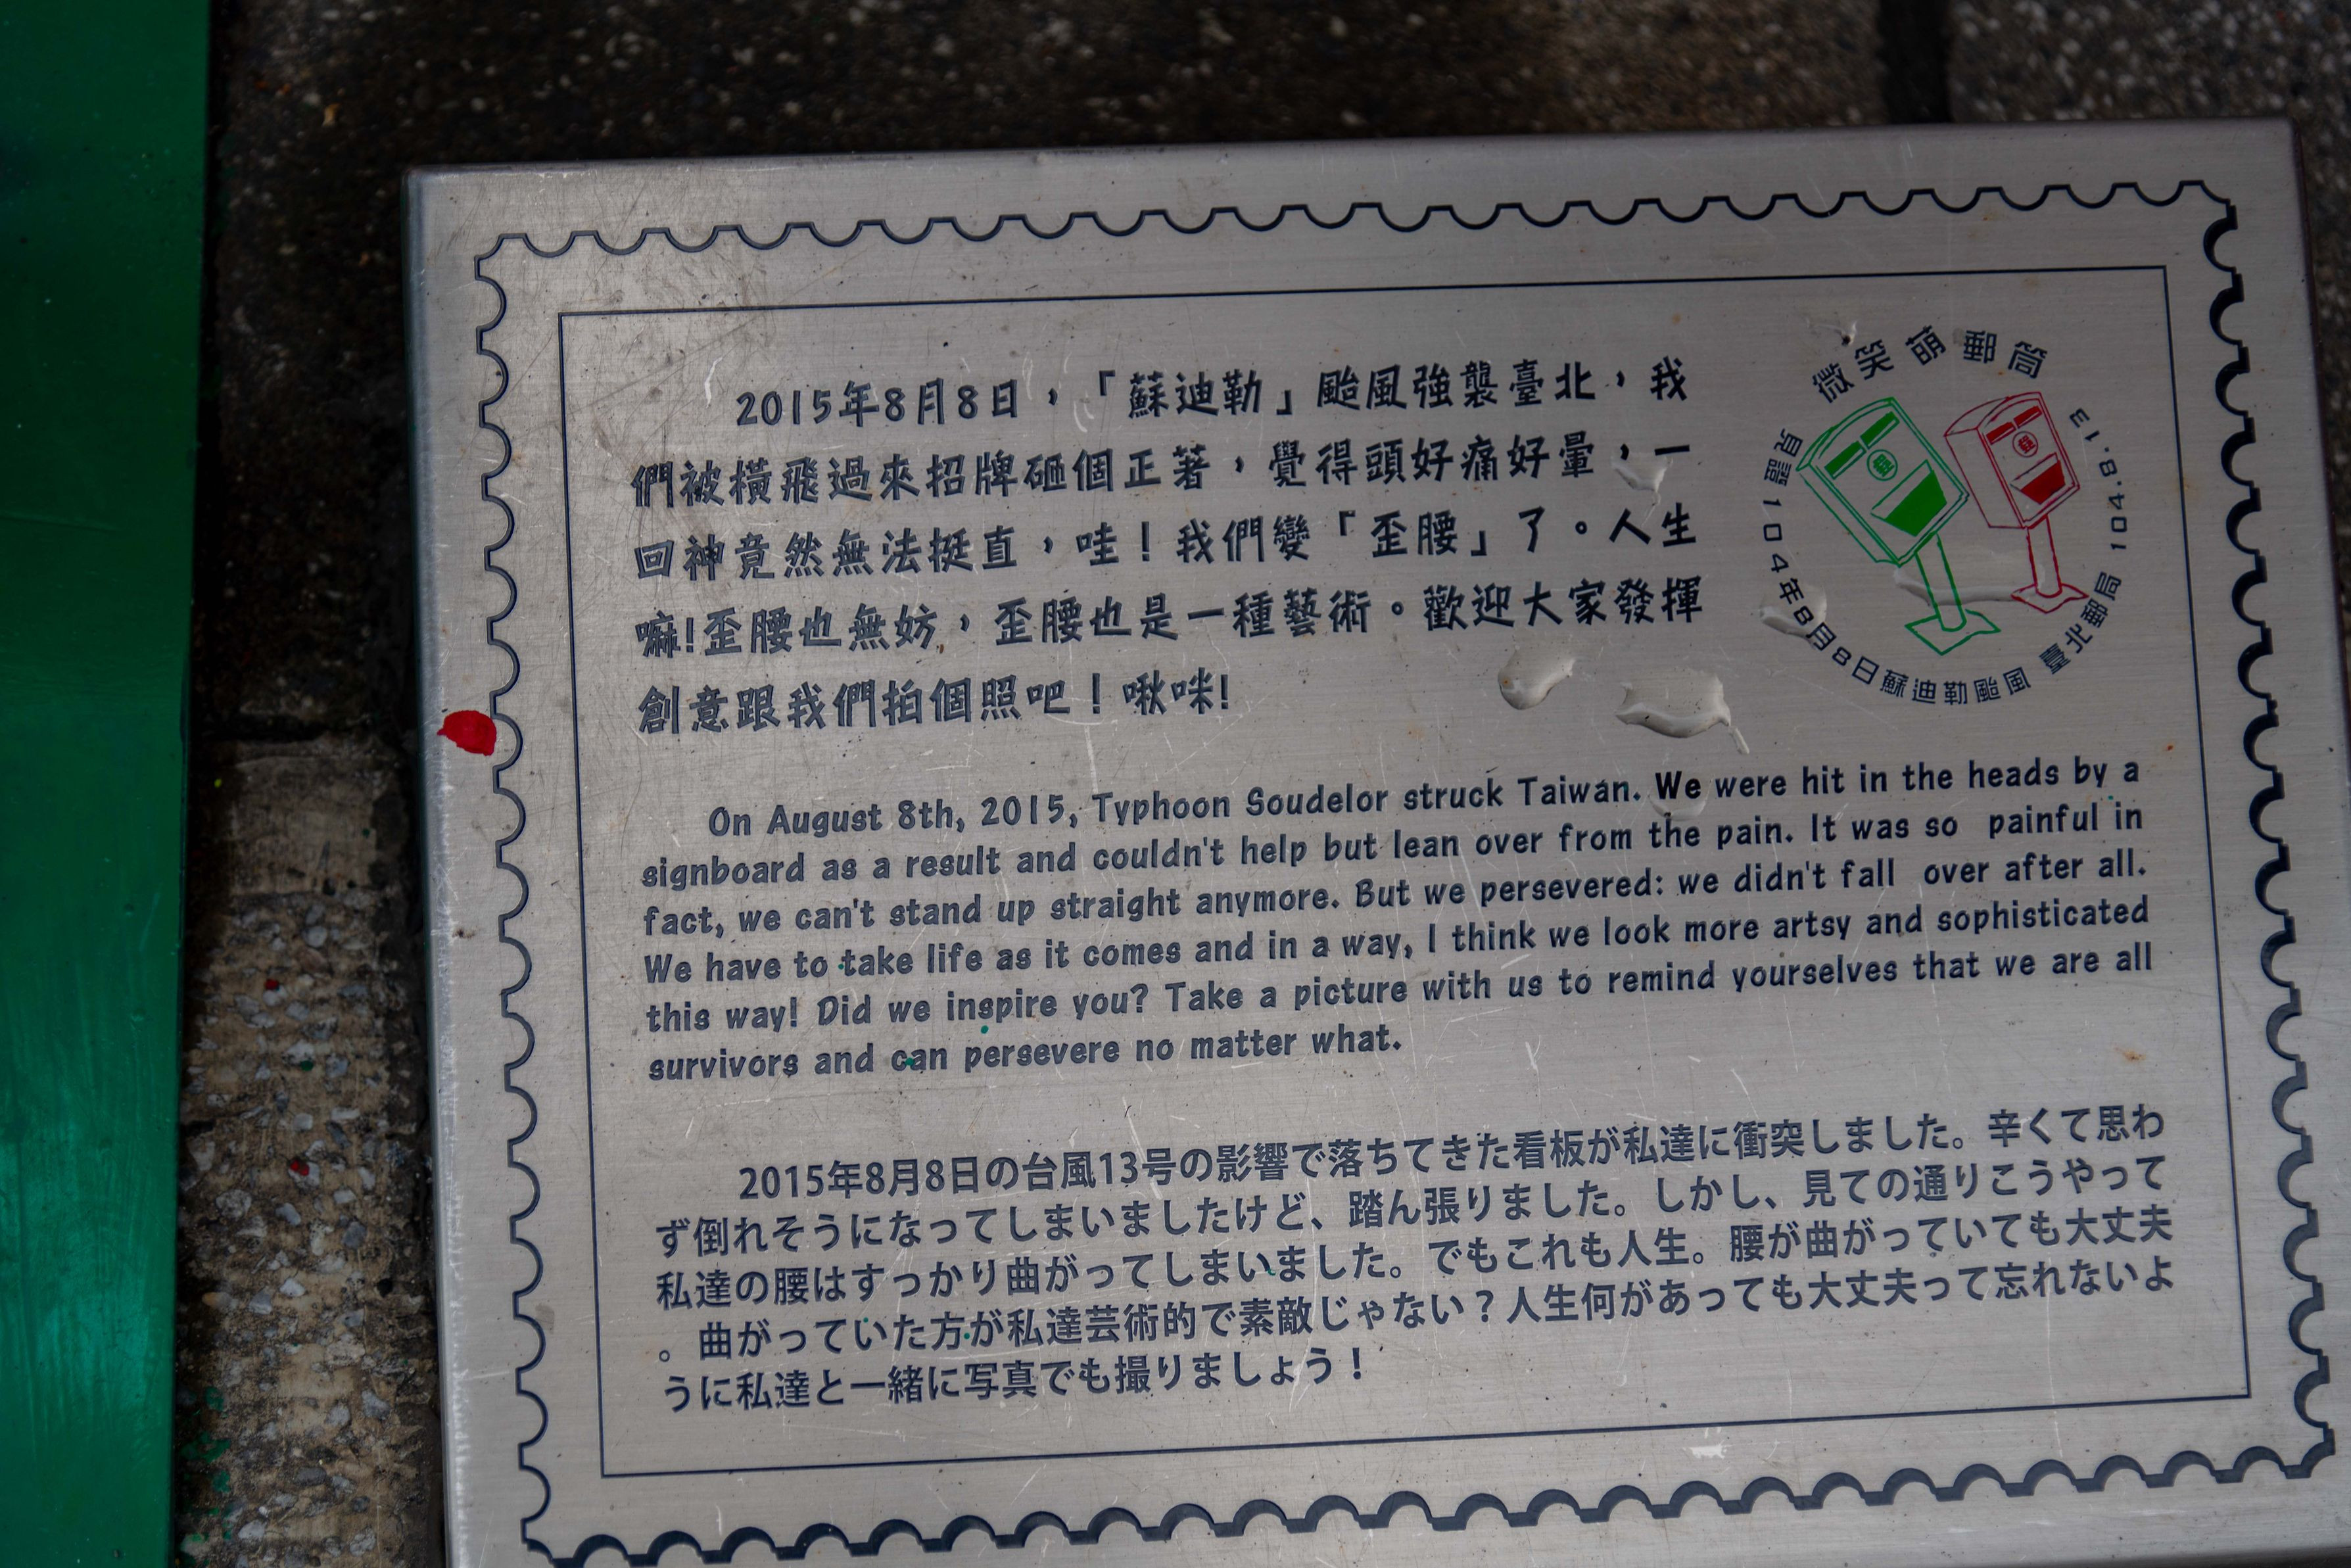 2015年8月8日，「蘇迪勒」颱風強襲臺北，我
們被橫飛過來招牌砸個正著，覺得頭好痛好暈，一
回神竟然無法挺直，哇！我們變「歪腰」了。人生
嘛!歪腰也無妨，歪腰也是一種藝術。歡迎大家發揮
創意跟我們拍個照吧！啾咪!
微笑萌郵筒
見證104年8月8日蘇迪勒颱風
臺北郵局 104.8.13
On August 8th, 2015, Typhoon Soudelor struck Taiwan. We were hit in the heads by a
signboard as a result and couldn't help but lean over from the pain. It was so painful in
fact, we can't stand up straight anymore. But we persevered: we didn't fall over after all.
We have to take life as it comes and in a way, I think we look more artsy and sophisticated
this way! Did we inspire you? Take a picture with us to remind yourselves that we are all
survivors and can persevere no matter what.
2015年8月8日の台風13号の影響で落ちてきた看板が私達に衝突しました。辛くて思わ
ず倒れそうになってしまいましたけど、踏ん張りました。しかし、見ての通りこうやって
私達の腰はすっかり曲がってしまいました。でもこれも人生。腰が曲がっていても大丈夫
。曲がっていた方が私達芸術的で素敵じゃない？人生何があっても大丈夫って忘れないよ
うに私達と一緒に写真でも撮りましょう！